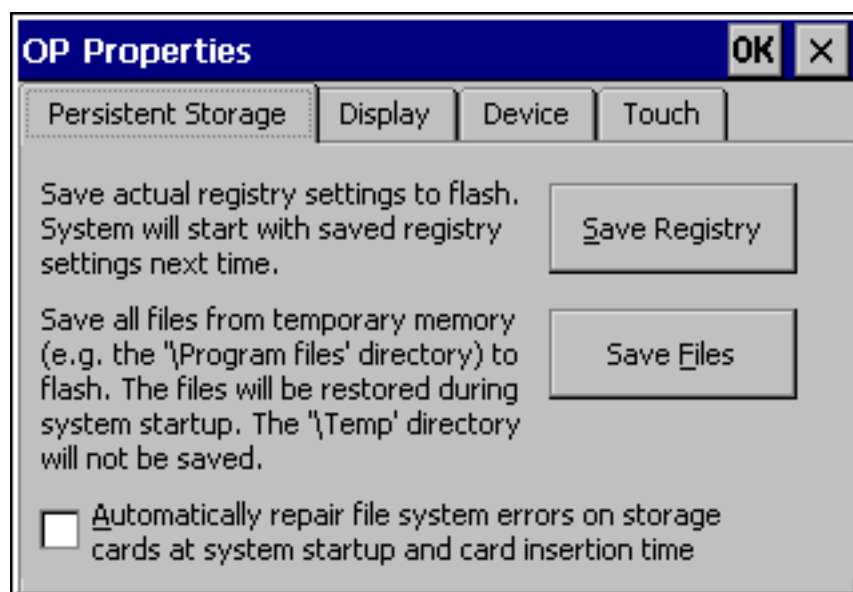 OP Properties OK ×
Persistent Storage Display Device Touch
Save actual registry settings to flash.
System will start with saved registry
settings next time.
Save Registry
Save all files from temporary memory
(e.g. the "\Program files' directory) to
flash. The files will be restored during
system startup. The "\Temp' directory
will not be saved.
Save Files
Automatically repair file system errors on storage
cards at system startup and card insertion time